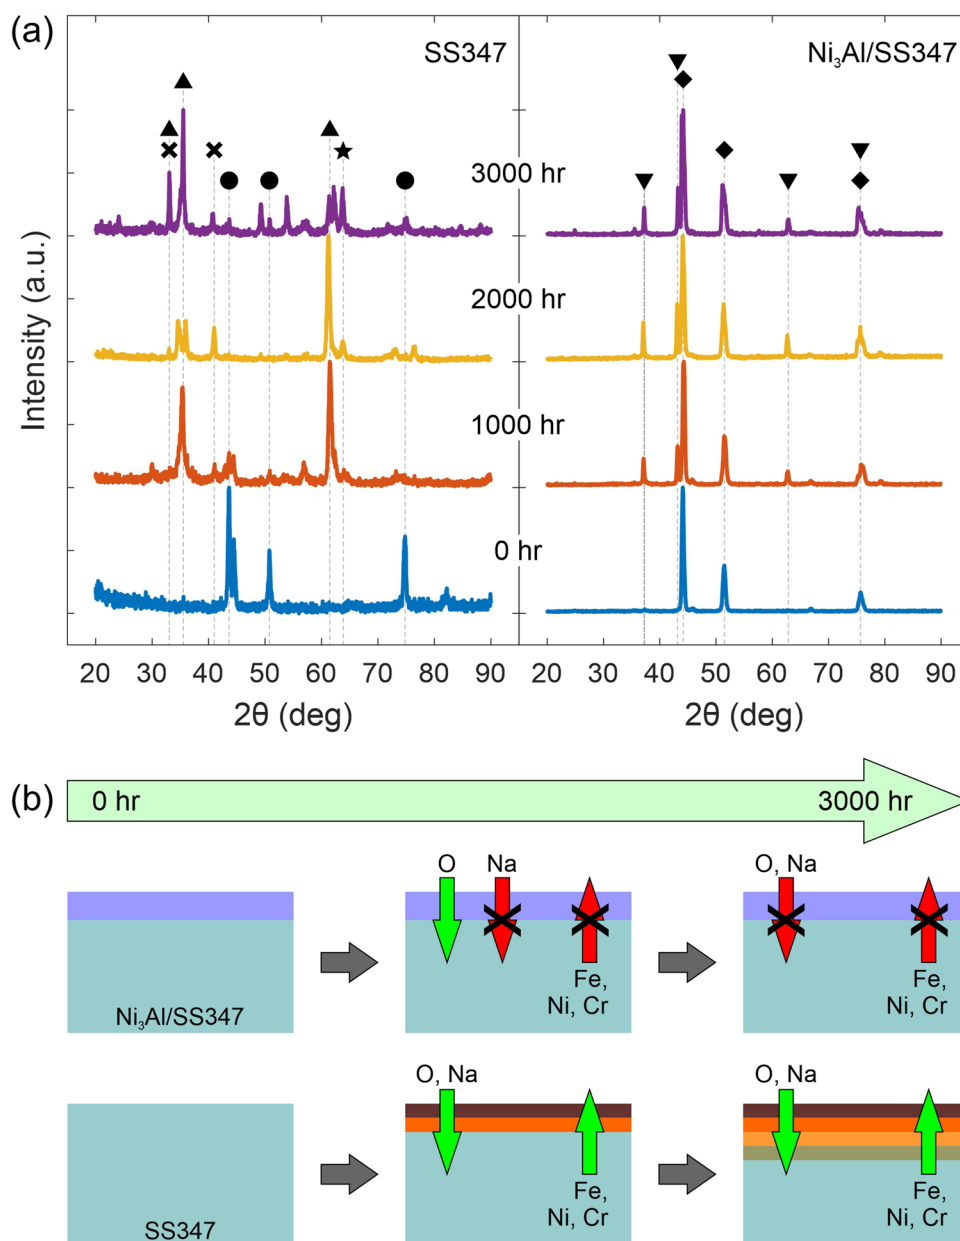 (a)
SS347
Ni₃Al/SS347
3000 hr
2000 hr
1000 hr
0 hr
Intensity (a.u.)
20 30 40 50 60 70 80 90
20 30 40 50 60 70 80 90
2θ (deg)
2θ (deg)
(b)
0 hr
3000 hr
O
Na
O, Na
Fe,
Ni, Cr
Fe,
Ni, Cr
Ni₃Al/SS347
O, Na
O, Na
Fe,
Ni, Cr
Fe,
Ni, Cr
SS347